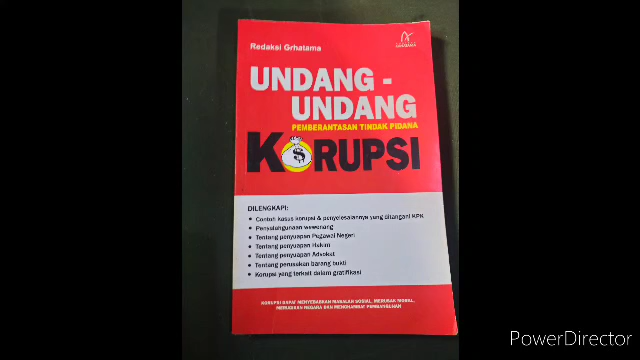 Redaksi Grhatama
UNDANG -
UNDANG
PEMBERANTASAN TINDAK PIDANA
KORUPSI
$
DILENGKAPI:
• Contoh kasus korupsi & penyelesaiannya yang ditangani KPK
• Penyalahgunaan wewenang
• Tentang penyuapan Pegawai Negeri
• Tentang penyuapan Hakim
• Tentang penyuapan Advokat
• Tentang perusakan barang bukti
• Korupsi yang terkait dalam gratifikasi
KORUPSI DAPAT MENYEBABKAN MASALAH SOSIAL, MERUSAK MORAL,
MERUGIKAN NEGARA DAN MENGHAMBAT PEMBANGUNAN
PowerDirector